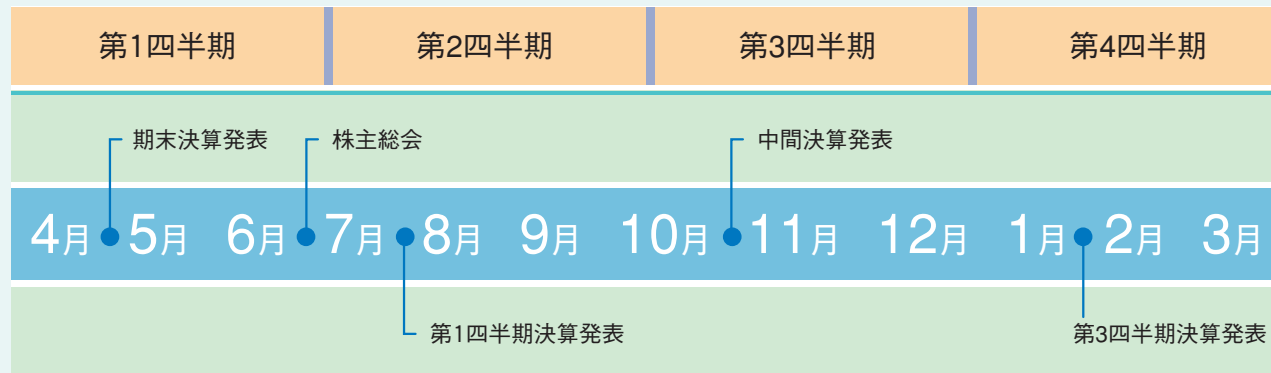 第1四半期 第2四半期 第3四半期 第4四半期
期末決算発表 株主総会 中間決算発表
4月 5月 6月 7月 8月 9月 10月 11月 12月 1月 2月 3月
第1四半期決算発表 第3四半期決算発表